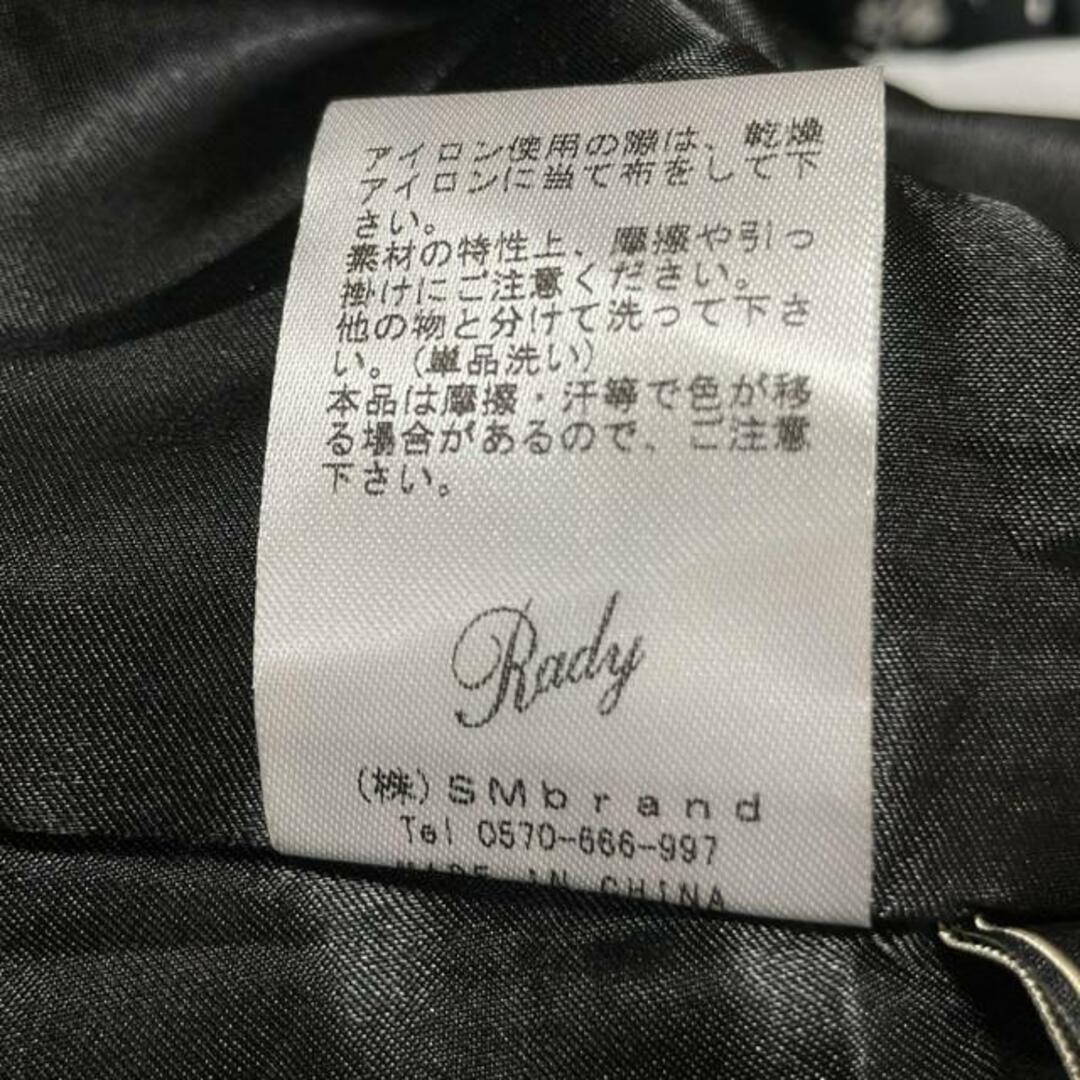 アイロン使用の際は、乾燥
アイロンに当て布をして下
さい。
素材の特性上、摩擦や引っ
掛けにご注意ください。
他の物と分けて洗って下さ
い。(単品洗い)
本品は摩擦・汗等で色が移
る場合があるので、ご注意
下さい。
Rady
(株)SMbrand
Tel 0570-666-997
MADE IN CHINA